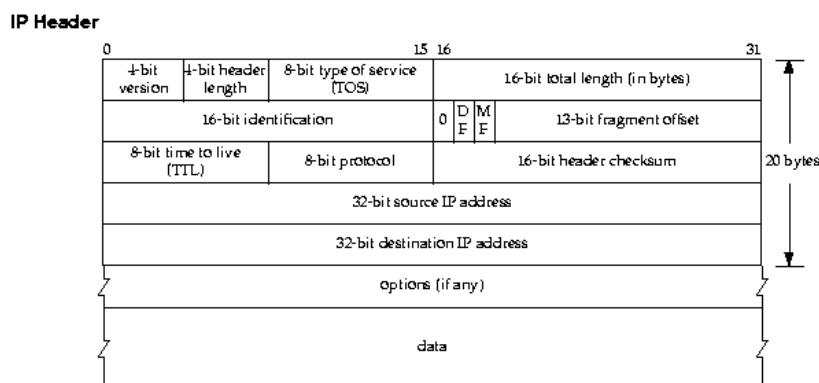 IP Header
0 15 16 31
4-bit version 4-bit header length 8-bit type of service (TOS) 16-bit total length (in bytes)
16-bit identification 0 DF MF 13-bit fragment offset
8-bit time to live (TTL) 8-bit protocol 16-bit header checksum 20 bytes
32-bit source IP address
32-bit destination IP address
options (if any)
data